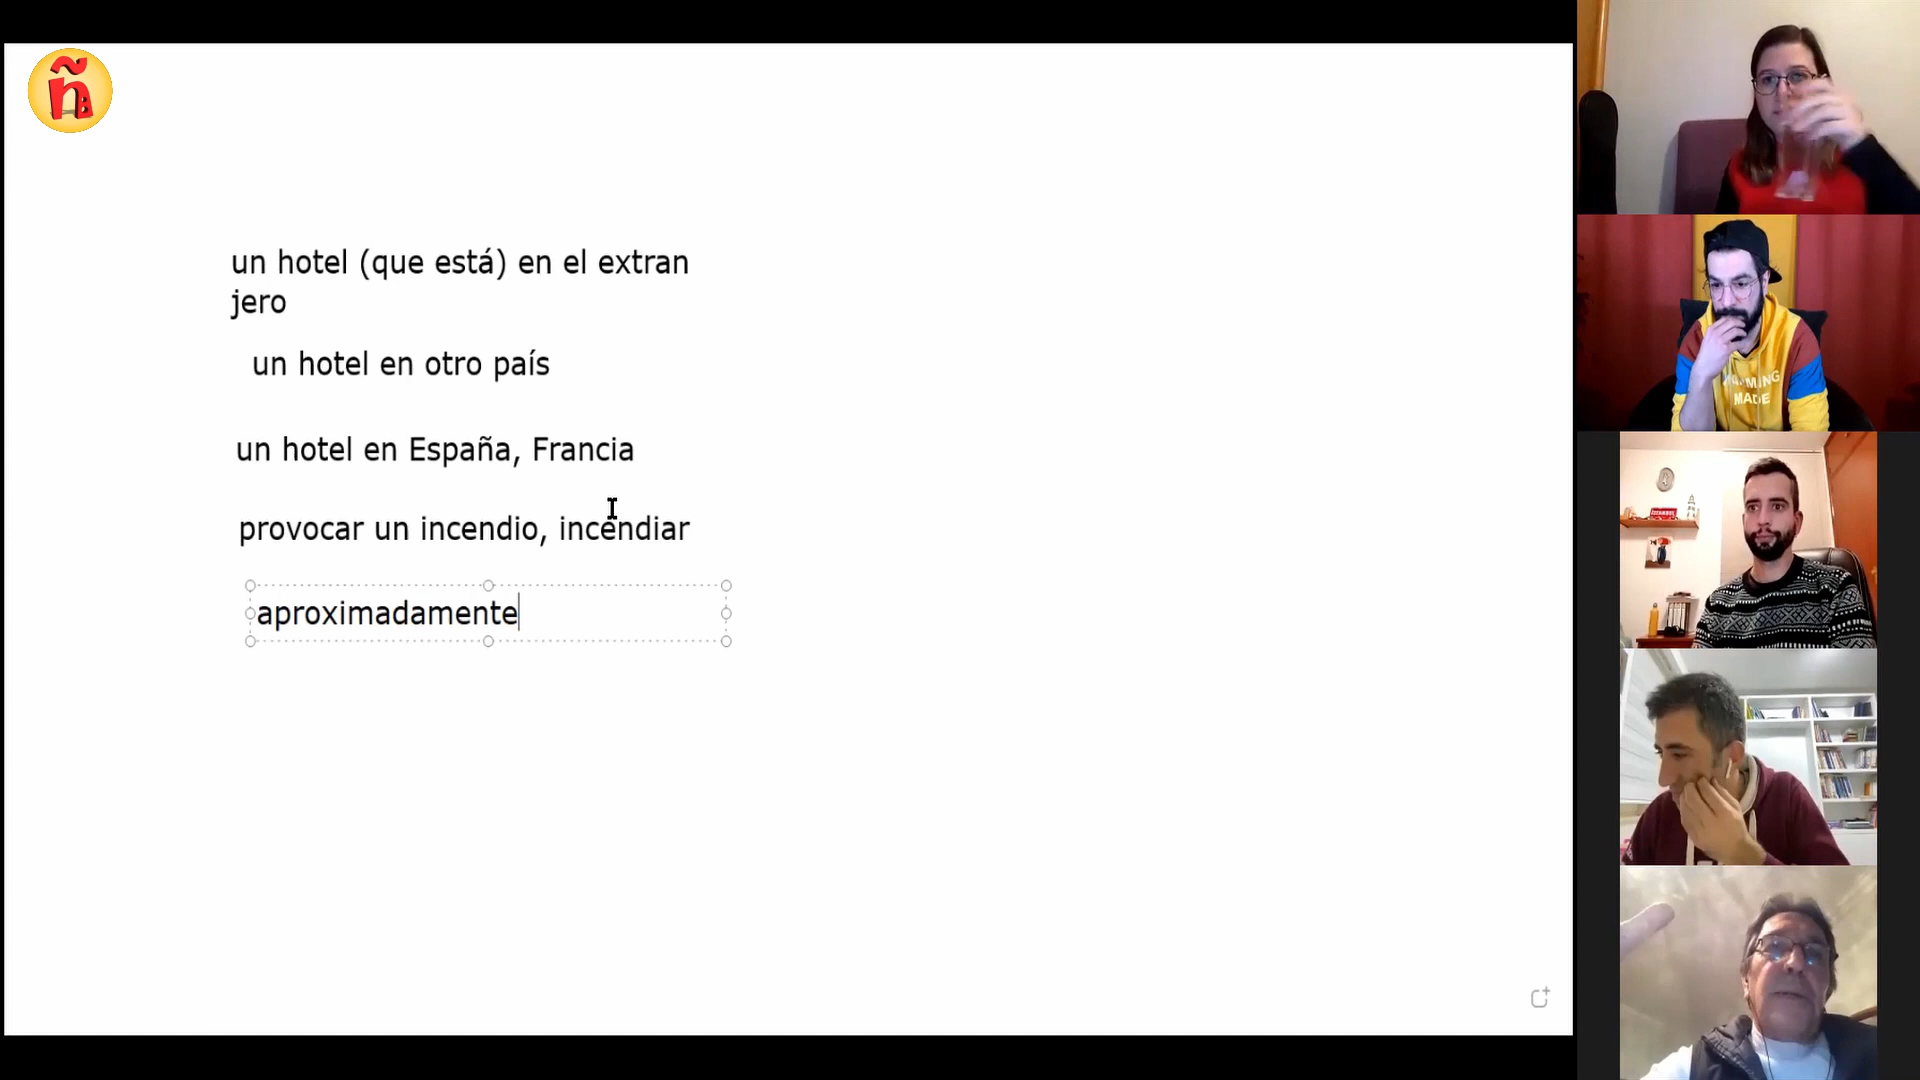 ñ
un hotel (que está) en el extran
jero
un hotel en otro país
un hotel en España, Francia
provocar un incendio, incendiar
aproximadamente
MADE